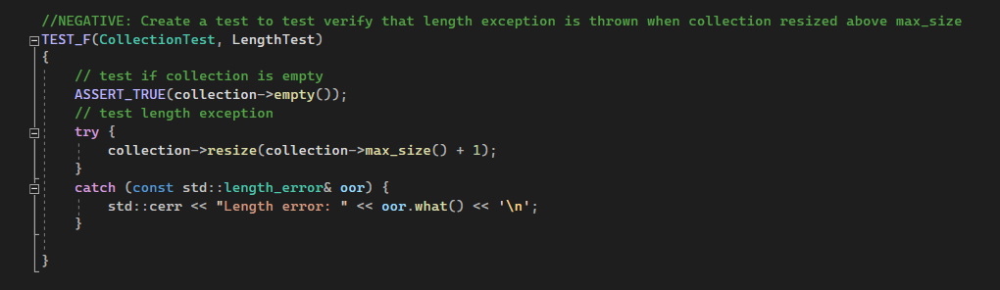 //NEGATIVE: Create a test to test verify that length exception is thrown when collection resized above max_size
TEST_F(CollectionTest, LengthTest)
{
    // test if collection is empty
    ASSERT_TRUE(collection->empty());
    // test length exception
    try {
        collection->resize(collection->max_size() + 1);
    }
    catch (const std::length_error& oor) {
        std::cerr << "Length error: " << oor.what() << '\n';
    }
}